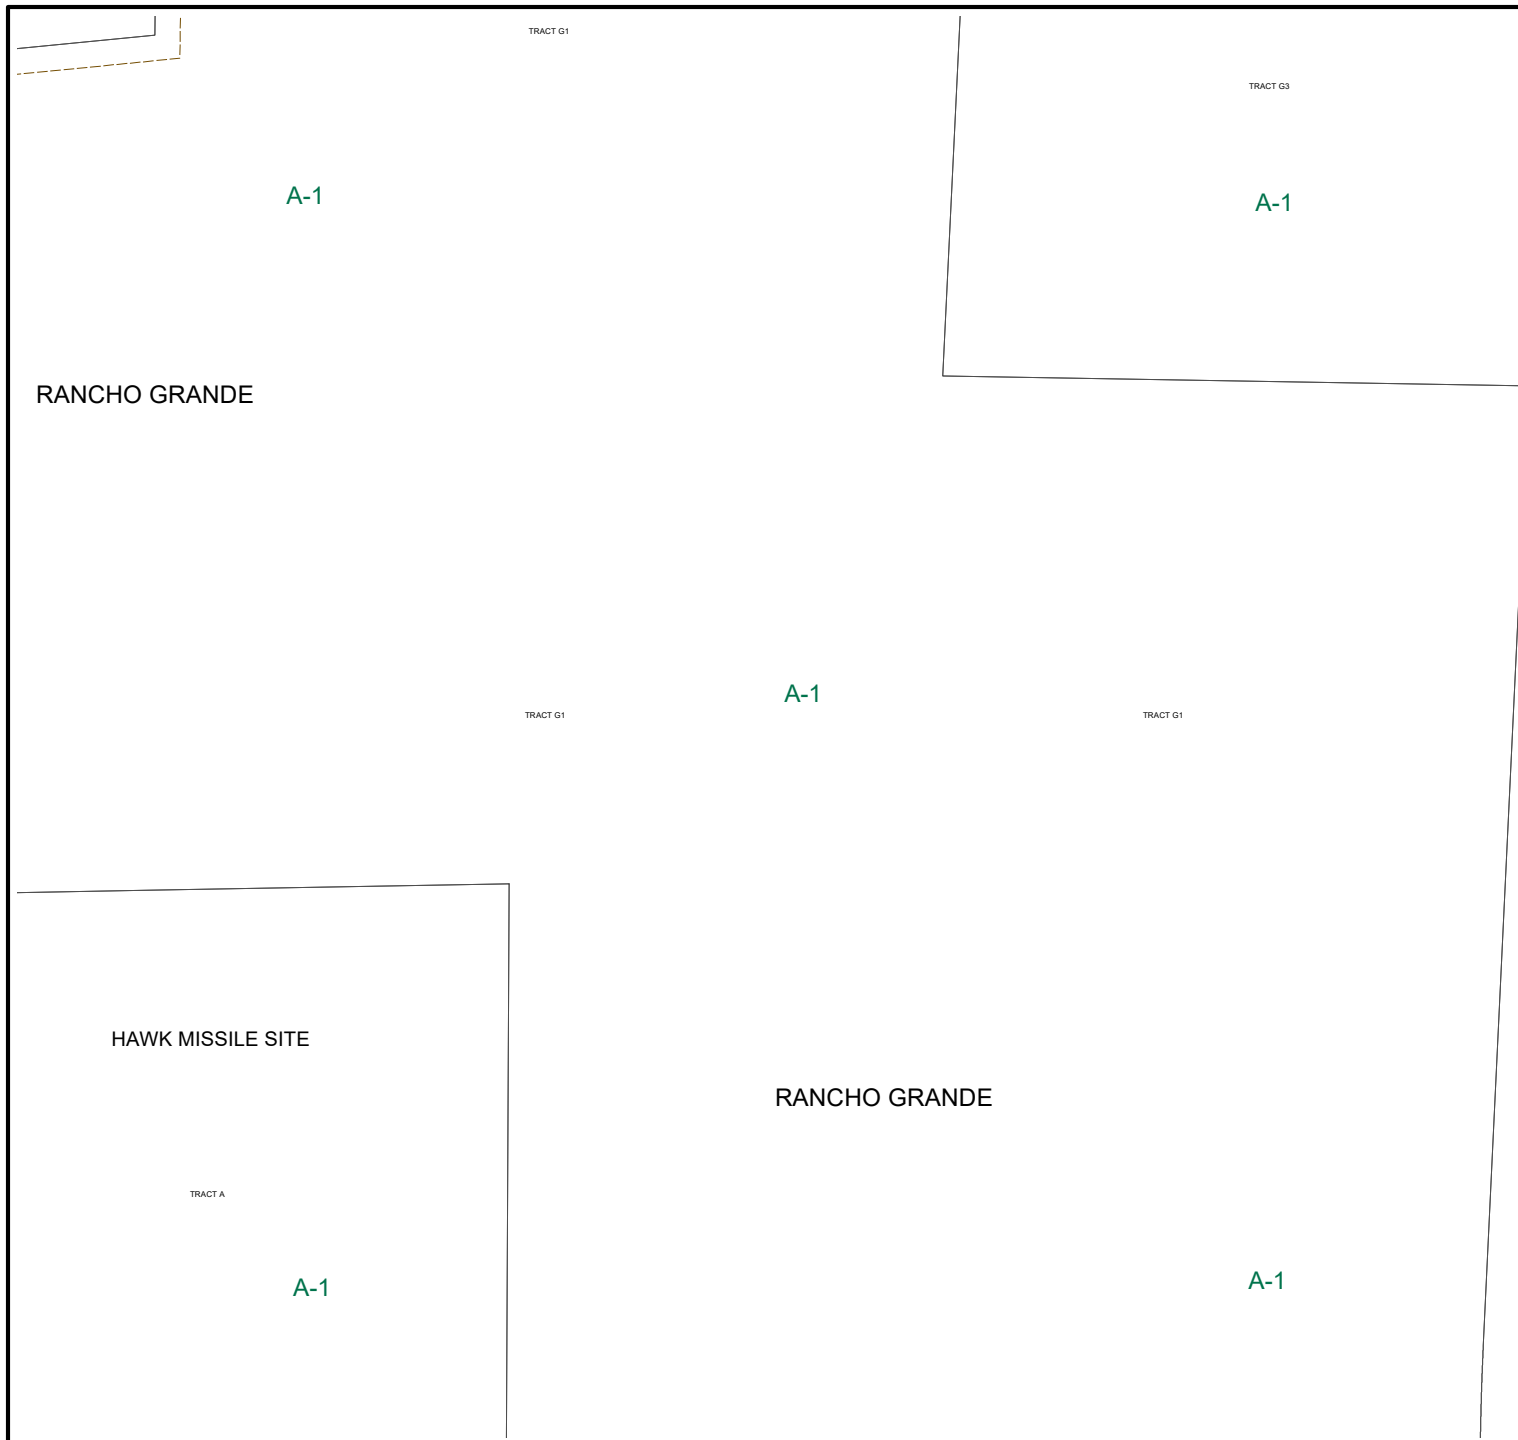 TRACT G1
TRACT G3
A-1
A-1
RANCHO GRANDE
A-1
TRACT G1
TRACT G1
HAWK MISSILE SITE
RANCHO GRANDE
TRACT A
A-1
A-1